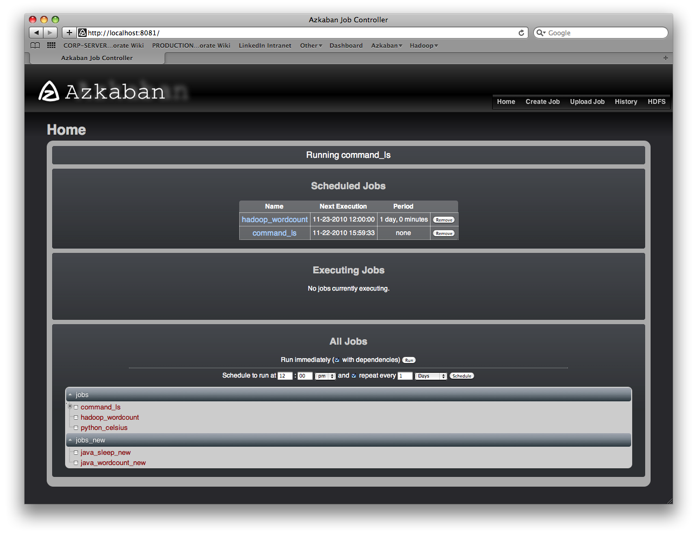 Azkaban Job Controller
http://localhost:8081/
Google
CORP-SERVER...orate Wiki PRODUCTION...orate Wiki LinkedIn Intranet Other Dashboard Azkaban Hadoop
Azkaban Job Controller
Azkaban
Home Create Job Upload Job History HDFS
Home
Running command_ls
Scheduled Jobs
Name Next Execution Period
hadoop_wordcount 11-23-2010 12:00:00 1 day, 0 minutes Remove
command_ls 11-22-2010 15:59:33 none Remove
Executing Jobs
No jobs currently executing.
All Jobs
Run immediately ( with dependencies) Run
Schedule to run at 12 : 00 pm and repeat every 1 Days Schedule
jobs
command_ls
hadoop_wordcount
python_celsius
jobs_new
java_sleep_new
java_wordcount_new